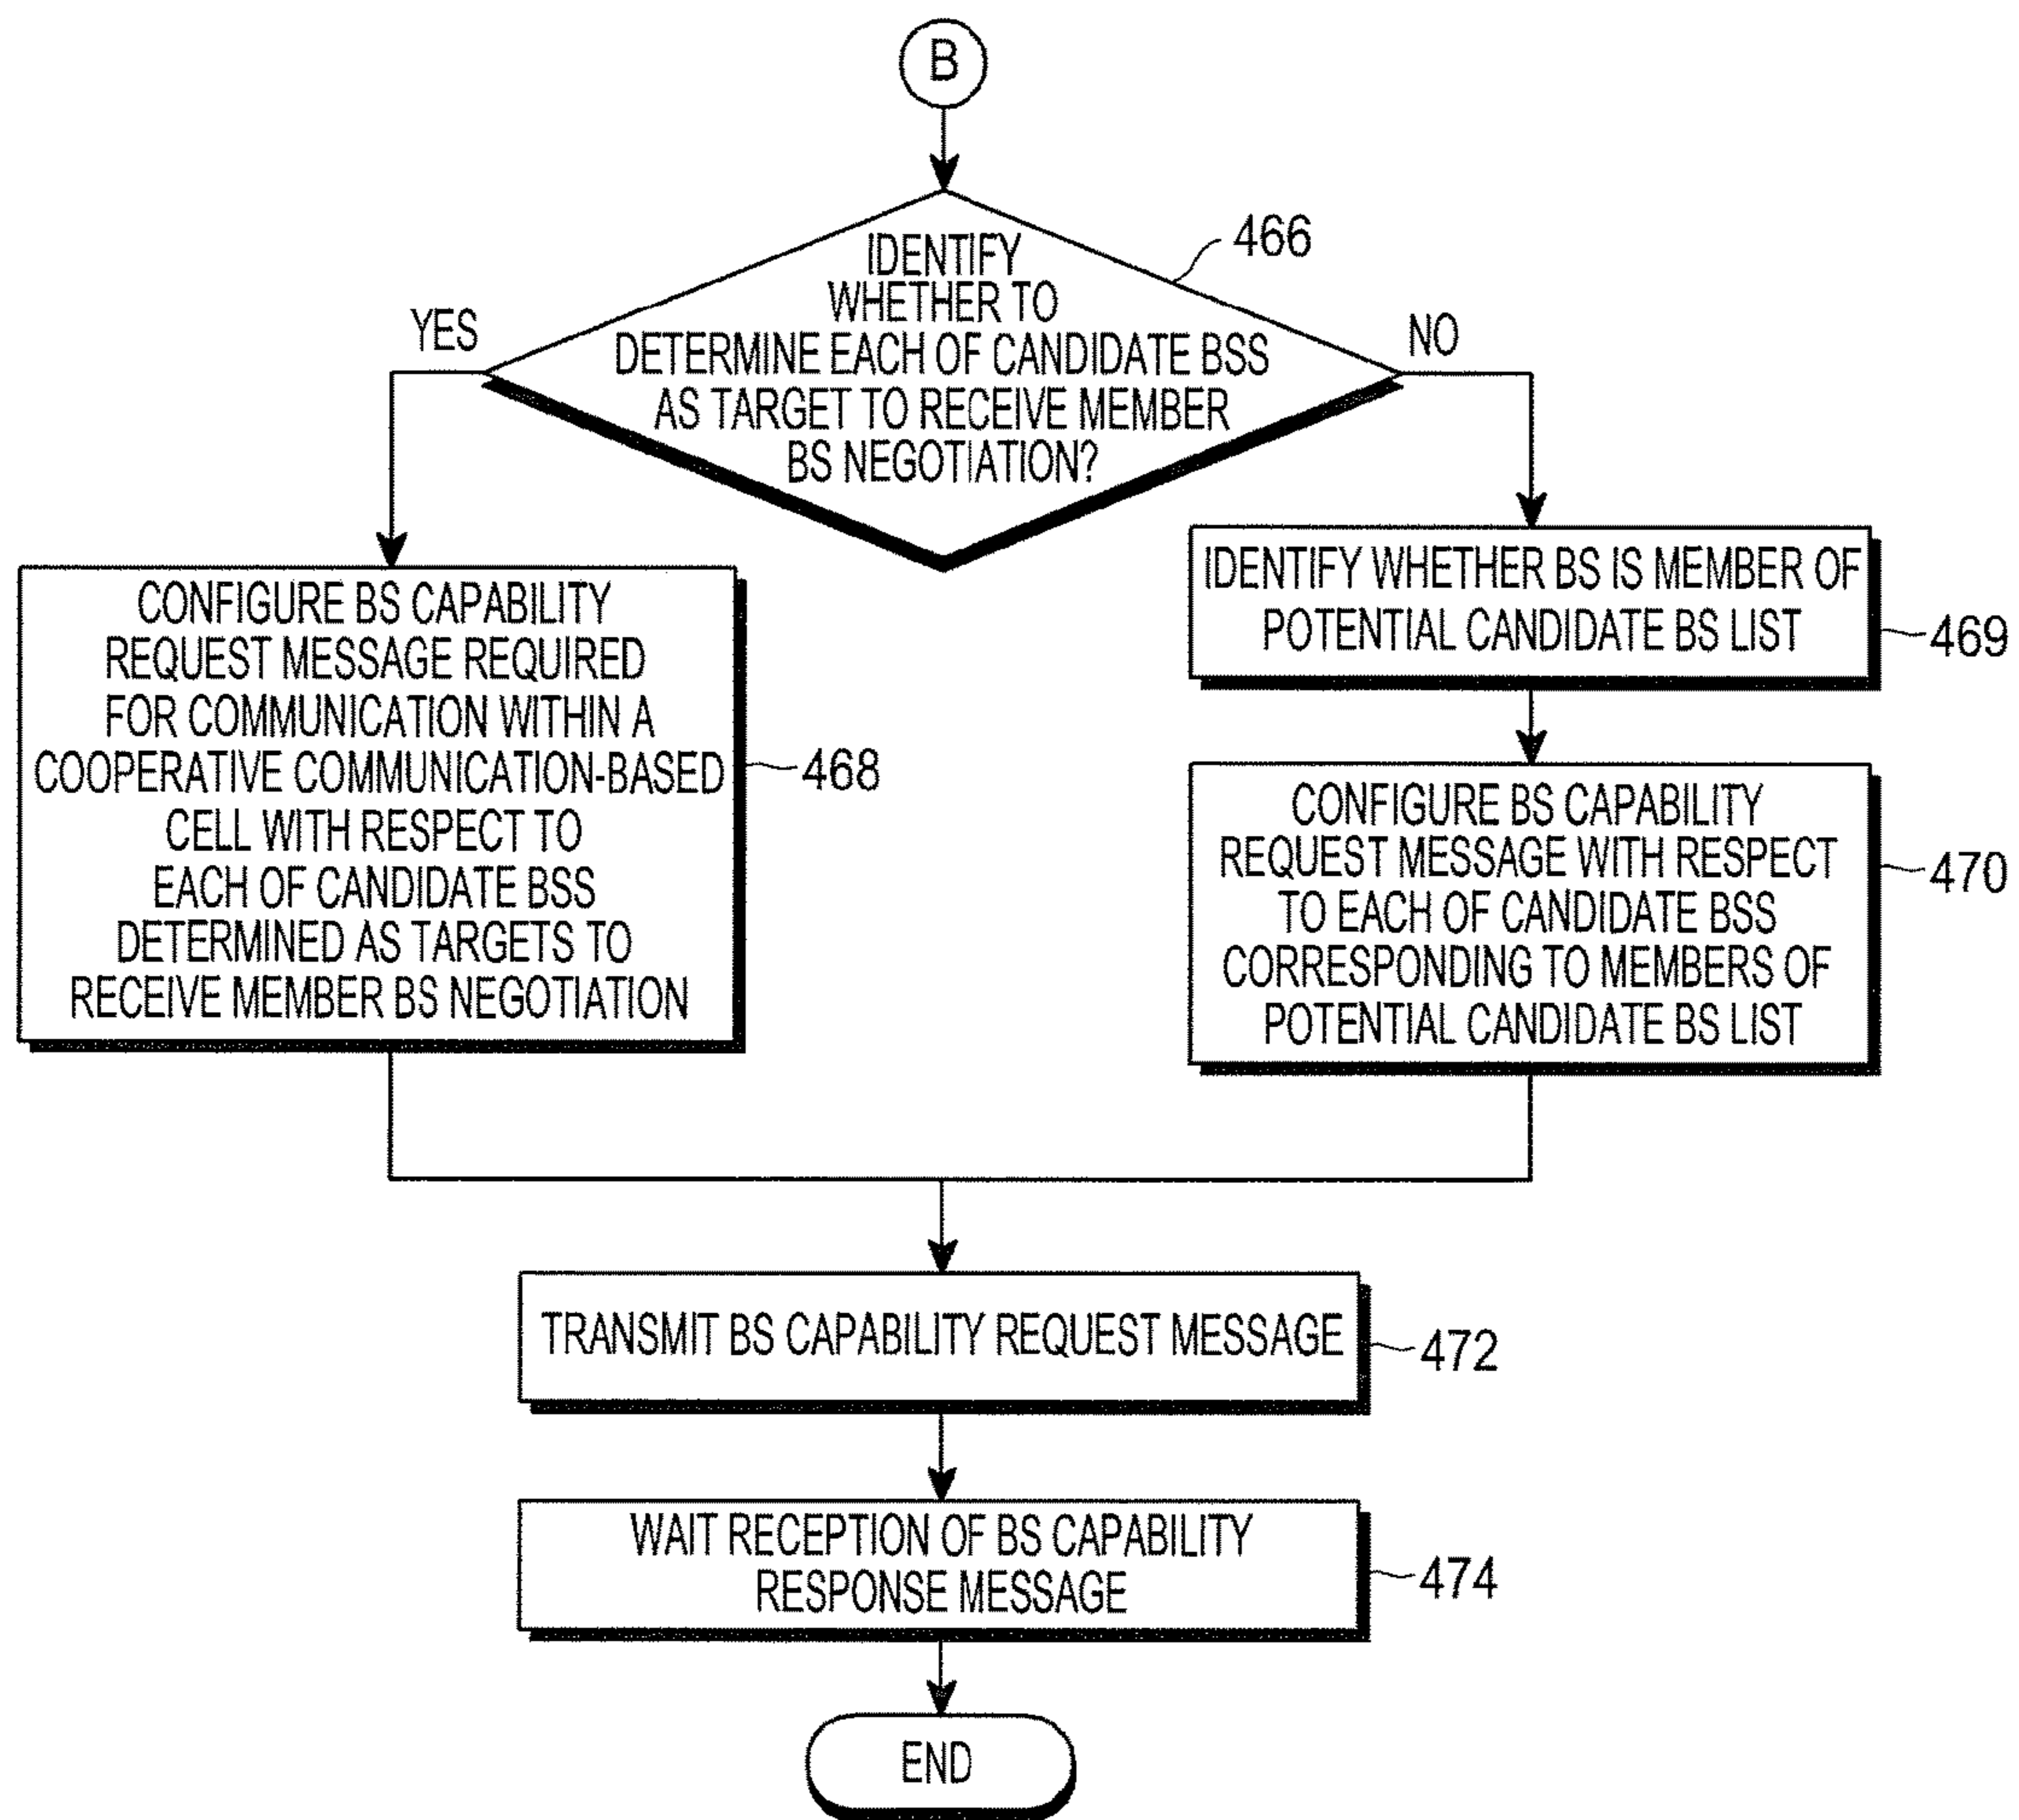 B
IDENTIFY
WHETHER TO
DETERMINE EACH OF CANDIDATE BSS
AS TARGET TO RECEIVE MEMBER
BS NEGOTIATION?
466
YES
NO
CONFIGURE BS CAPABILITY
REQUEST MESSAGE REQUIRED
FOR COMMUNICATION WITHIN A
COOPERATIVE COMMUNICATION-BASED
CELL WITH RESPECT TO
EACH OF CANDIDATE BSS
DETERMINED AS TARGETS TO
RECEIVE MEMBER BS NEGOTIATION
468
IDENTIFY WHETHER BS IS MEMBER OF
POTENTIAL CANDIDATE BS LIST
469
CONFIGURE BS CAPABILITY
REQUEST MESSAGE WITH RESPECT
TO EACH OF CANDIDATE BSS
CORRESPONDING TO MEMBERS OF
POTENTIAL CANDIDATE BS LIST
470
TRANSMIT BS CAPABILITY REQUEST MESSAGE
472
WAIT RECEPTION OF BS CAPABILITY
RESPONSE MESSAGE
474
END